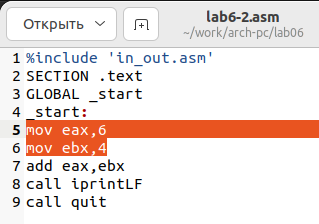 Открыть
lab6-2.asm
~/work/arch-pc/lab06
1 %include 'in_out.asm'
2 SECTION .text
3 GLOBAL _start
4 _start:
5 mov eax,6
6 mov ebx,4
7 add eax,ebx
8 call iprintLF
9 call quit